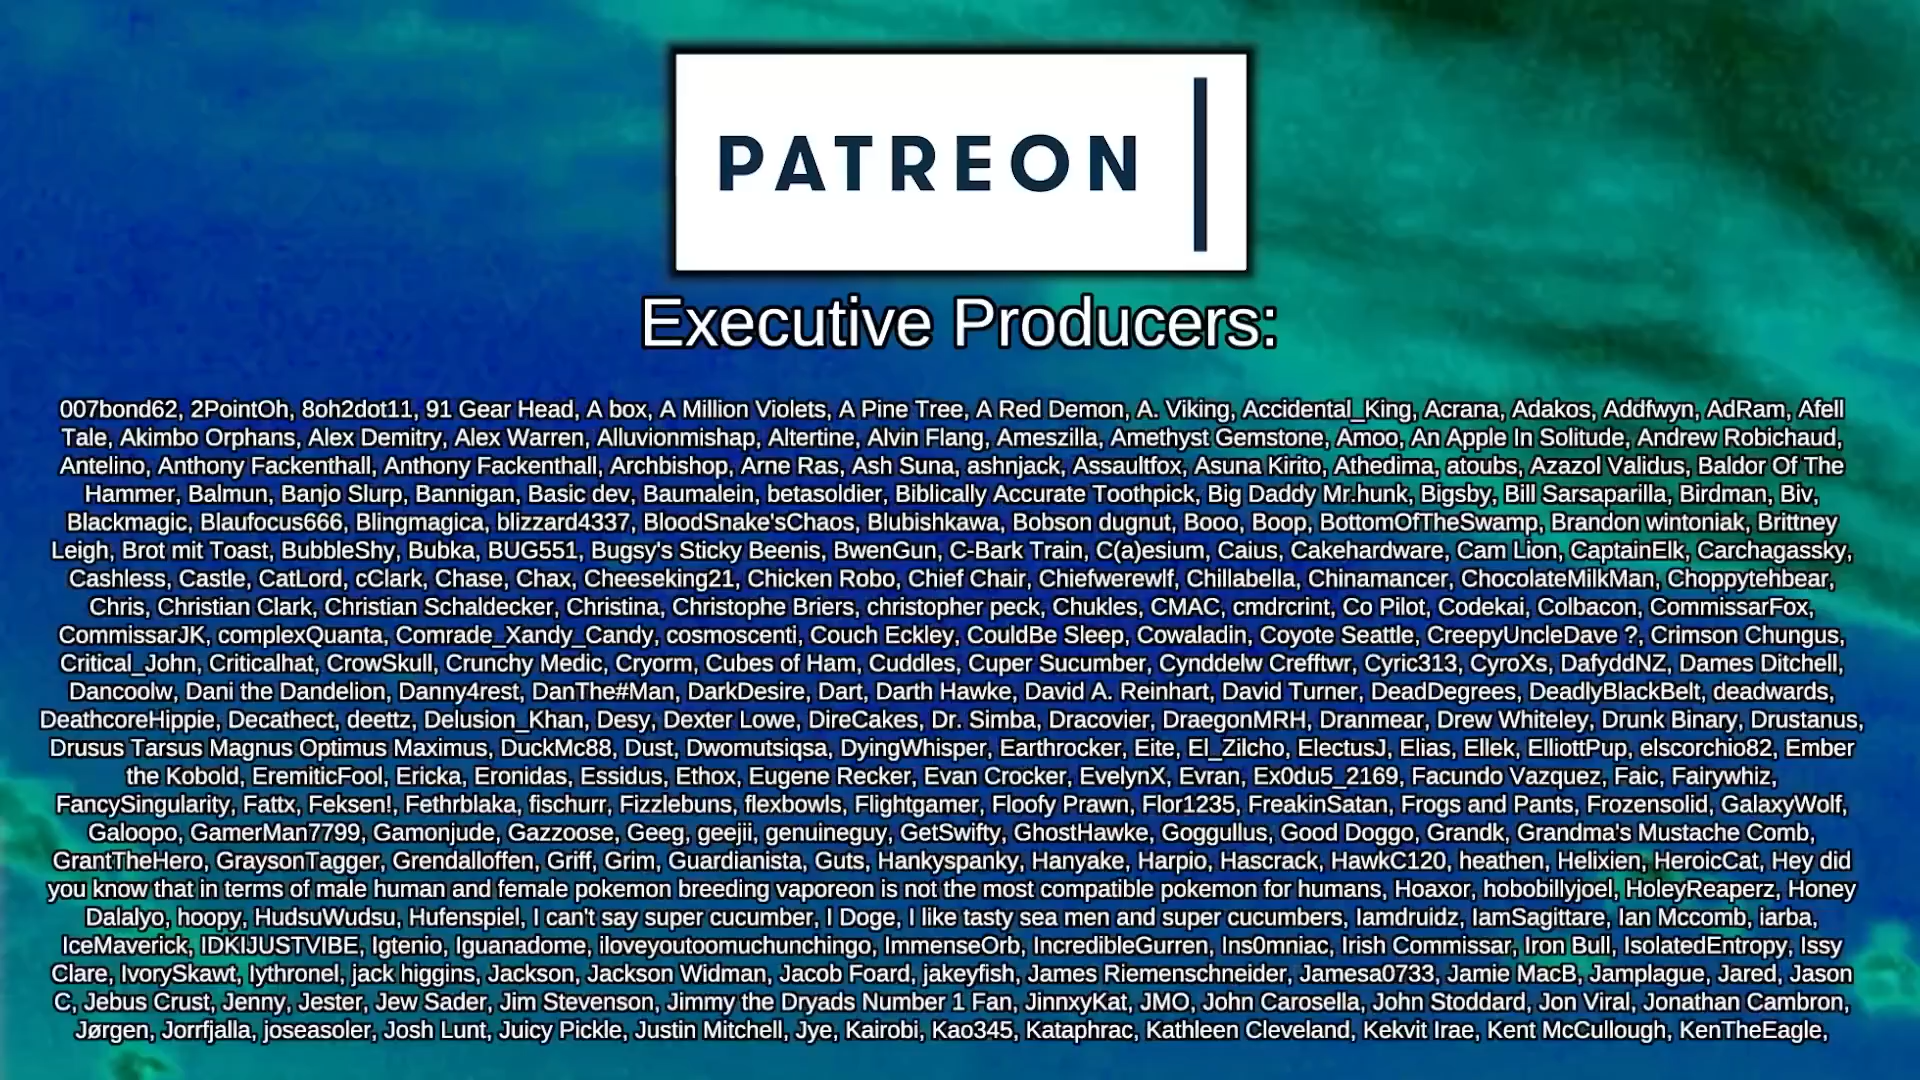 PATREON
Executive Producers:
007bond62, 2PointOh, 8oh2dot11, 91 Gear Head, A box, A Million Violets, A Pine Tree, A Red Demon, A. Viking, Accidental_King, Acrana, Adakos, Addfwyn, AdRam, Afell
Tale, Akimbo Orphans, Alex Demitry, Alex Warren, Alluvionmishap, Altertine, Alvin Flang, Ameszilla, Amethyst Gemstone, Amoo, An Apple In Solitude, Andrew Robichaud,
Antelino, Anthony Fackenthall, Anthony Fackenthall, Archbishop, Arne Ras, Ash Suna, ashnjack, Assaultfox, Asuna Kirito, Athedima, atoubs, Azazol Validus, Baldor Of The
Hammer, Balmun, Banjo Slurp, Bannigan, Basic dev, Baumalein, betasoldier, Biblically Accurate Toothpick, Big Daddy Mr.hunk, Bigsby, Bill Sarsaparilla, Birdman, Biv,
Blackmagic, Blaufocus666, Blingmagica, blizzard4337, BloodSnake'sChaos, Blubishkawa, Bobson dugnut, Booo, Boop, BottomOfTheSwamp, Brandon wintoniak, Brittney
Leigh, Brot mit Toast, BubbleShy, Bubka, BUG551, Bugsy's Sticky Beenis, BwenGun, C-Bark Train, C(a)esium, Caius, Cakehardware, Cam Lion, CaptainElk, Carchagassky,
Cashless, Castle, CatLord, cClark, Chase, Chax, Cheeseking21, Chicken Robo, Chief Chair, Chiefwerewlf, Chillabella, Chinamancer, ChocolateMilkMan, Choppytehbear,
Chris, Christian Clark, Christian Schaldecker, Christina, Christophe Briers, christopher peck, Chukles, CMAC, cmdrcrint, Co Pilot, Codekai, Colbacon, CommissarFox,
CommissarJK, complexQuanta, Comrade_Xandy_Candy, cosmoscenti, Couch Eckley, CouldBe Sleep, Cowaladin, Coyote Seattle, CreepyUncleDave ?, Crimson Chungus,
Critical_John, Criticalhat, CrowSkull, Crunchy Medic, Cryorm, Cubes of Ham, Cuddles, Cuper Sucumber, Cynddelw Crefftwr, Cyric313, CyroXs, DafyddNZ, Dames Ditchell,
Dancoolw, Dani the Dandelion, Danny4rest, DanThe#Man, DarkDesire, Dart, Darth Hawke, David A. Reinhart, David Turner, DeadDegrees, DeadlyBlackBelt, deadwards,
DeathcoreHippie, Decathect, deettz, Delusion_Khan, Desy, Dexter Lowe, DireCakes, Dr. Simba, Dracovier, DraegonMRH, Dranmear, Drew Whiteley, Drunk Binary, Drustanus,
Drusus Tarsus Magnus Optimus Maximus, DuckMc88, Dust, Dwomutsiqsa, DyingWhisper, Earthrocker, Eite, El_Zilcho, ElectusJ, Elias, Ellek, ElliottPup, elscorchio82, Ember
the Kobold, EremiticFool, Ericka, Eronidas, Essidus, Ethox, Eugene Recker, Evan Crocker, EvelynX, Evran, Ex0du5_2169, Facundo Vazquez, Faic, Fairywhiz,
FancySingularity, Fattx, Feksen!, Fethrblaka, fischurr, Fizzlebuns, flexbowls, Flightgamer, Floofy Prawn, Flor1235, FreakinSatan, Frogs and Pants, Frozensolid, GalaxyWolf,
Galoopo, GamerMan7799, Gamonjude, Gazzoose, Geeg, geejii, genuineguy, GetSwifty, GhostHawke, Goggullus, Good Doggo, Grandk, Grandma's Mustache Comb,
GrantTheHero, GraysonTagger, Grendalloffen, Griff, Grim, Guardianista, Guts, Hankyspanky, Hanyake, Harpio, Hascrack, HawkC120, heathen, Helixien, HeroicCat, Hey did
you know that in terms of male human and female pokemon breeding vaporeon is not the most compatible pokemon for humans, Hoaxor, hobobillyjoel, HoleyReaperz, Honey
Dalalyo, hoopy, HudsuWudsu, Hufenspiel, I can't say super cucumber, I Doge, I like tasty sea men and super cucumbers, Iamdruidz, IamSagittare, Ian Mccomb, iarba,
IceMaverick, IDKIJUSTVIBE, Igtenio, Iguanadome, iloveyoutoomuchunchingo, ImmenseOrb, IncredibleGurren, Ins0mniac, Irish Commissar, Iron Bull, IsolatedEntropy, Issy
Clare, IvorySkawt, Iythronel, jack higgins, Jackson, Jackson Widman, Jacob Foard, jakeyfish, James Riemenschneider, Jamesa0733, Jamie MacB, Jamplague, Jared, Jason
C, Jebus Crust, Jenny, Jester, Jew Sader, Jim Stevenson, Jimmy the Dryads Number 1 Fan, JinnxyKat, JMO, John Carosella, John Stoddard, Jon Viral, Jonathan Cambron,
Jørgen, Jorrfjalla, joseasoler, Josh Lunt, Juicy Pickle, Justin Mitchell, Jye, Kairobi, Kao345, Kataphrac, Kathleen Cleveland, Kekvit Irae, Kent McCullough, KenTheEagle,